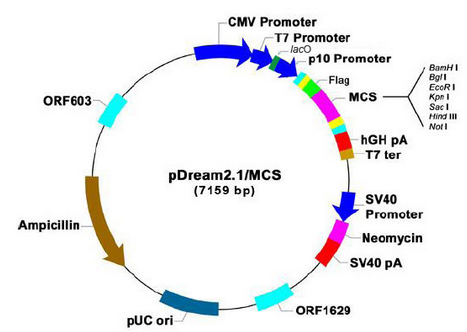 CMV Promoter
T7 Promoter
lacO
p10 Promoter
Flag
MCS
BamH I
Bgl I
EcoR I
Kpn I
Sac I
Hind III
Not I
hGH pA
T7 ter
SV40
Promoter
Neomycin
SV40 pA
ORF1629
pUC ori
Ampicillin
ORF603
pDream2.1/MCS
(7159 bp)